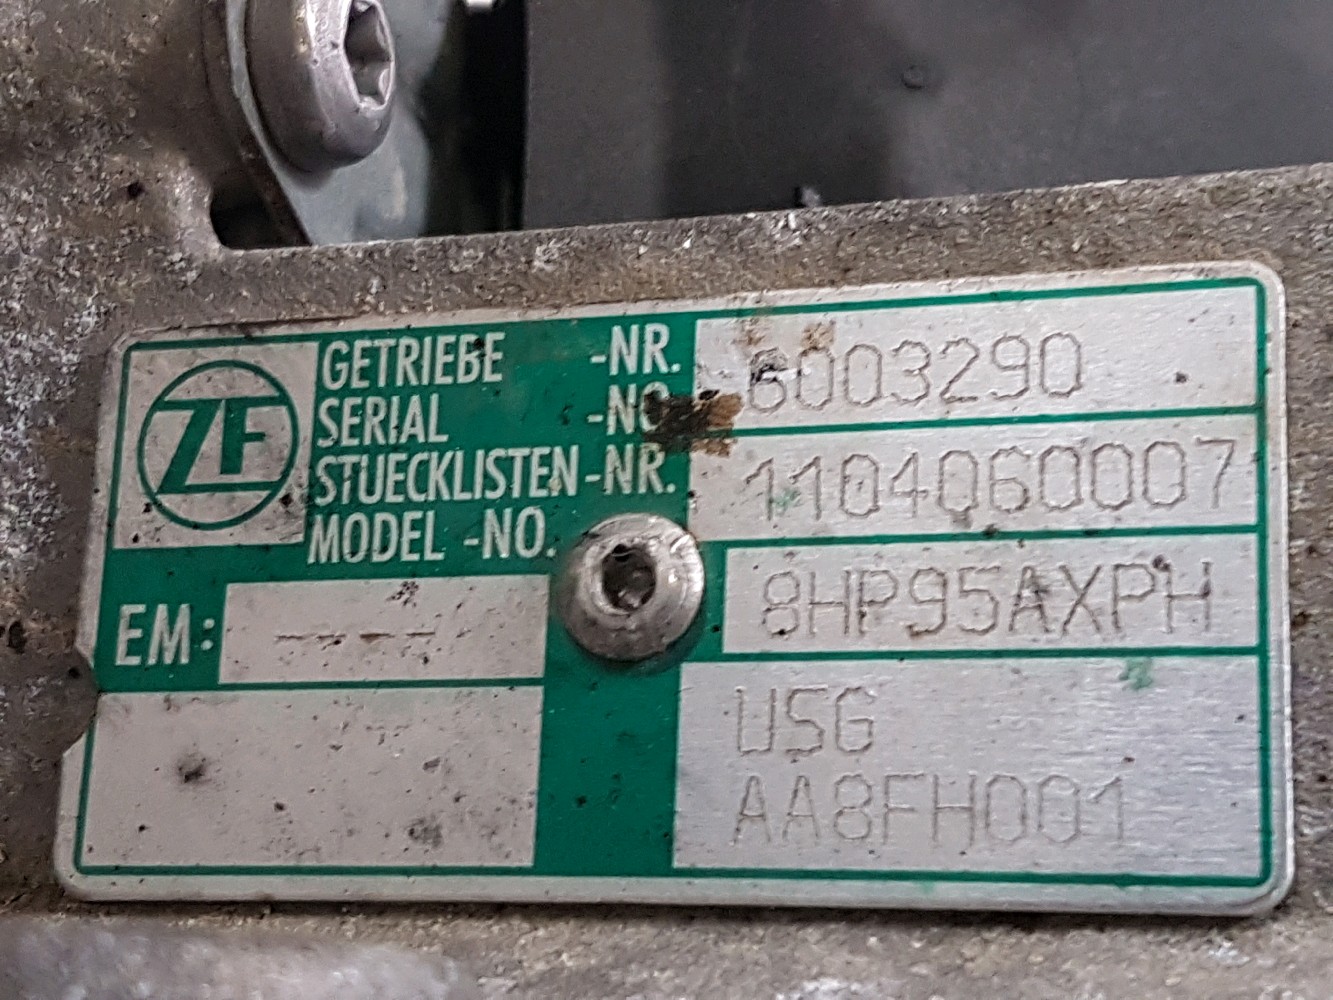 ZF
GETRIEBE -NR. 6003290
SERIAL -NO
STUECKLISTEN -NR. 1104060007
MODEL -NO.
EM: ---- 8HP95AXPH
USG
AA8FH001